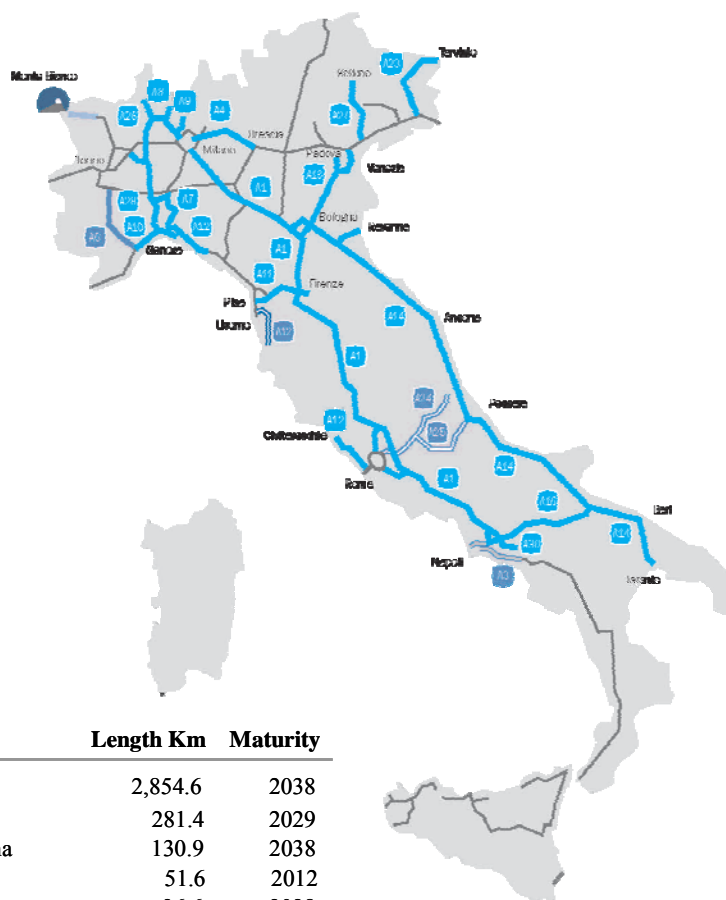 Tarvisio
A23
Monte Bianco
Belluno
A8
A9
A26
A4
A27
Brescia
Milano
Padova
Torino
Venezia
A13
A1
A26
A7
A10
A12
Bologna
Ravenna
A6
Genova
A1
A11
Firenze
Pisa
A14
Ancona
Livorno
A12
A1
A24
Pescara
A12
A25
Civitavecchia
A14
A1
Roma
A16
Bari
A14
A30
Napoli
A3
Taranto
Length Km Maturity
2,854.6 2038
281.4 2029
na 130.9 2038
51.6 2012